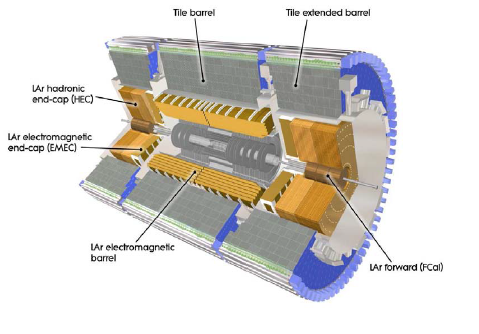 Tile barrel
Tile extended barrel
LAr hadronic
end-cap (HEC)
LAr electromagnetic
end-cap (EMEC)
LAr electromagnetic
barrel
LAr forward (FCal)